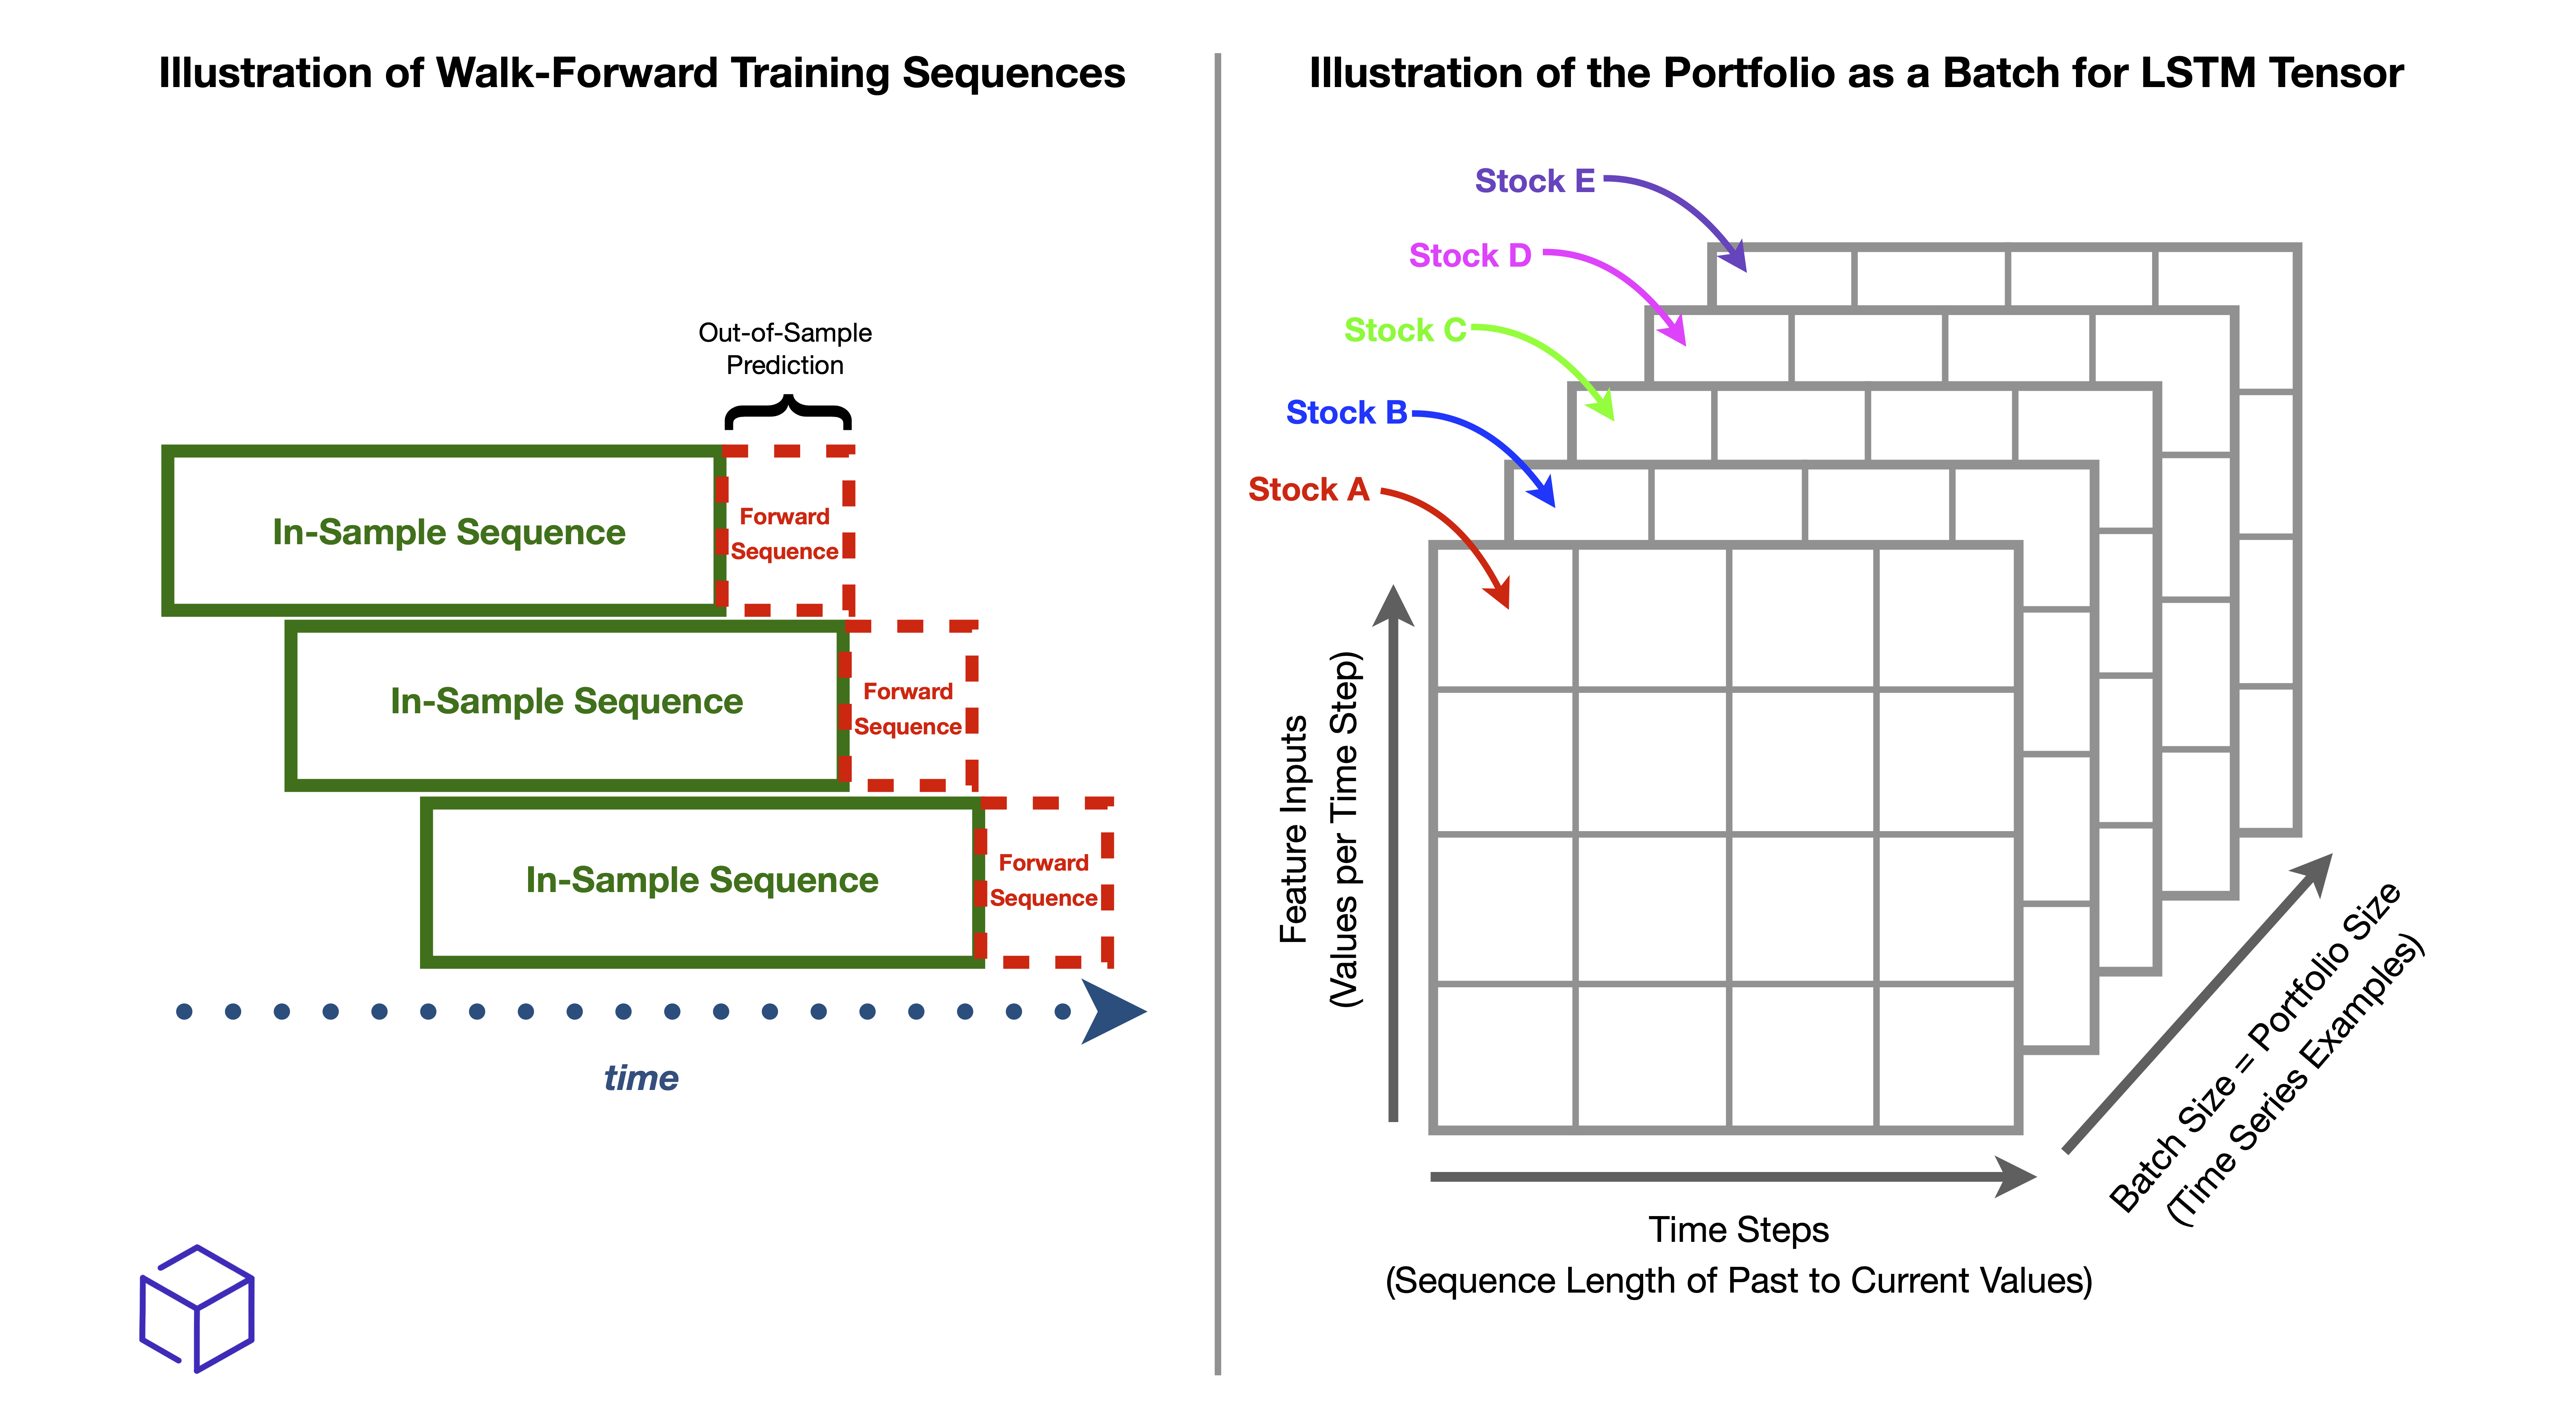 Illustration of Walk-Forward Training Sequences
Out-of-Sample
Prediction
In-Sample Sequence
Forward
Sequence
In-Sample Sequence
Forward
Sequence
In-Sample Sequence
Forward
Sequence
time
Illustration of the Portfolio as a Batch for LSTM Tensor
Stock E
Stock D
Stock C
Stock B
Stock A
Feature Inputs
(Values per Time Step)
Time Steps
(Sequence Length of Past to Current Values)
Batch Size = Portfolio Size
(Time Series Examples)